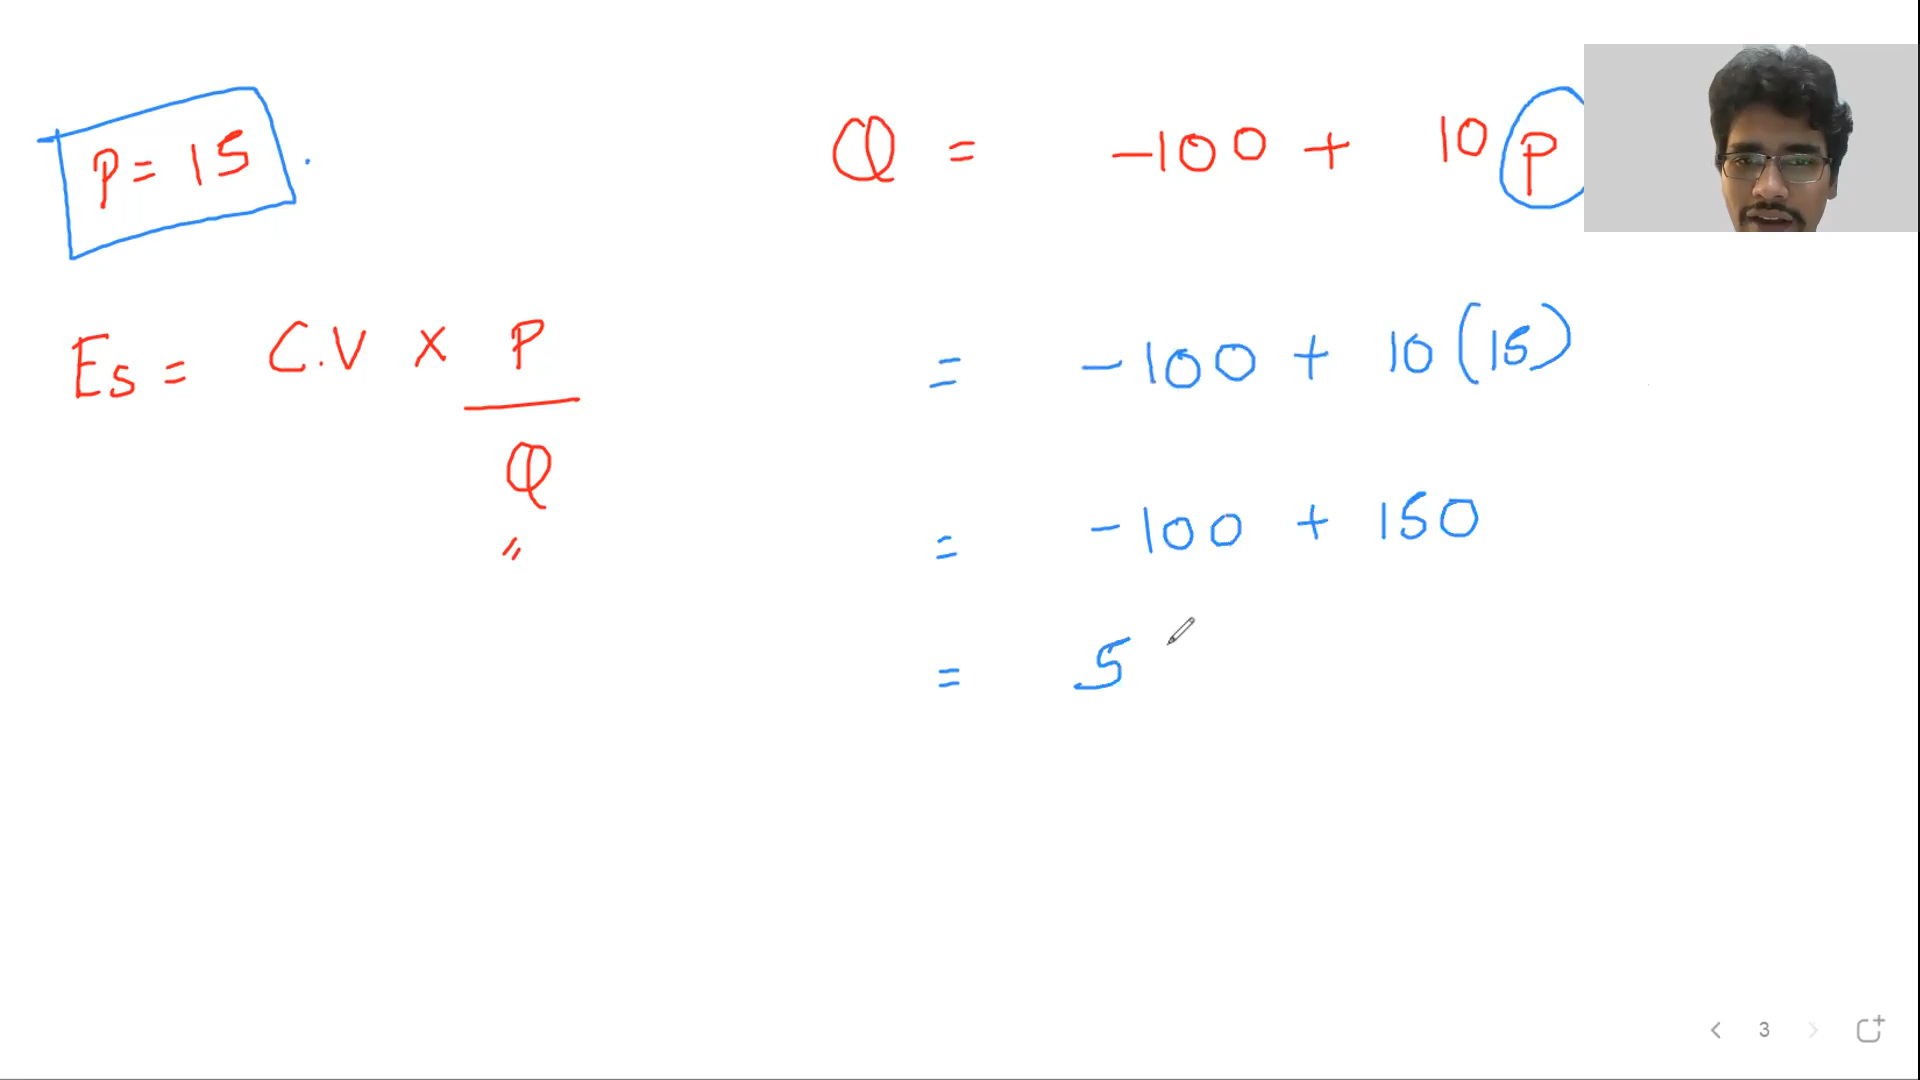 P = 15 .
Q = -100 + 10 P
Es = C.V x P
Q
"
= -100 + 10 (15)
= -100 + 150
= 5
< 3 >